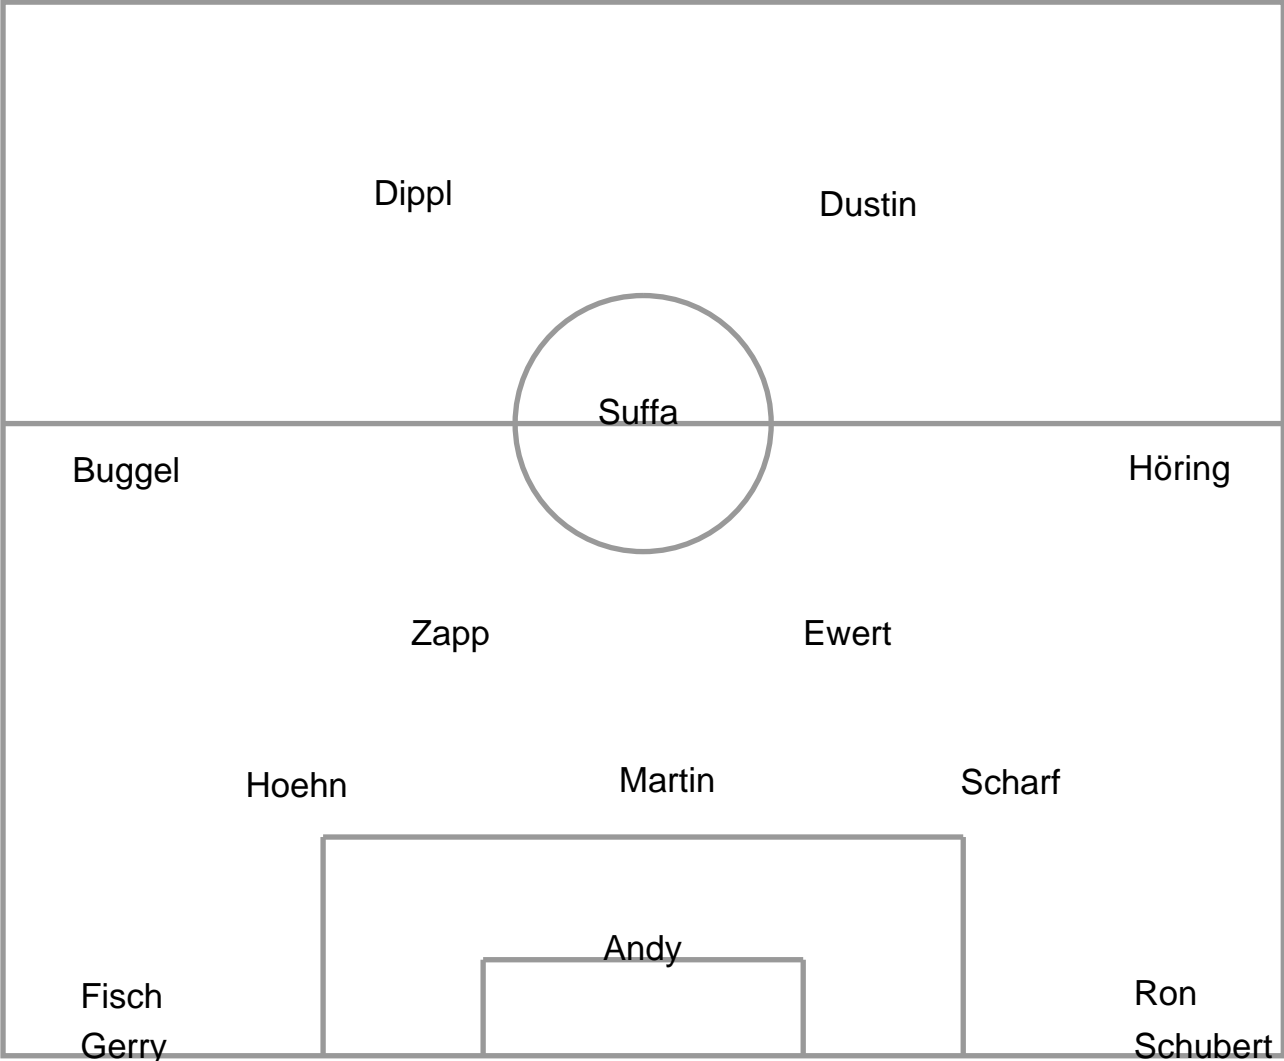 Dippl
Dustin
Suffa
Buggel
Höring
Zapp
Ewert
Hoehn
Martin
Scharf
Andy
Fisch
Ron
Gerry
Schubert